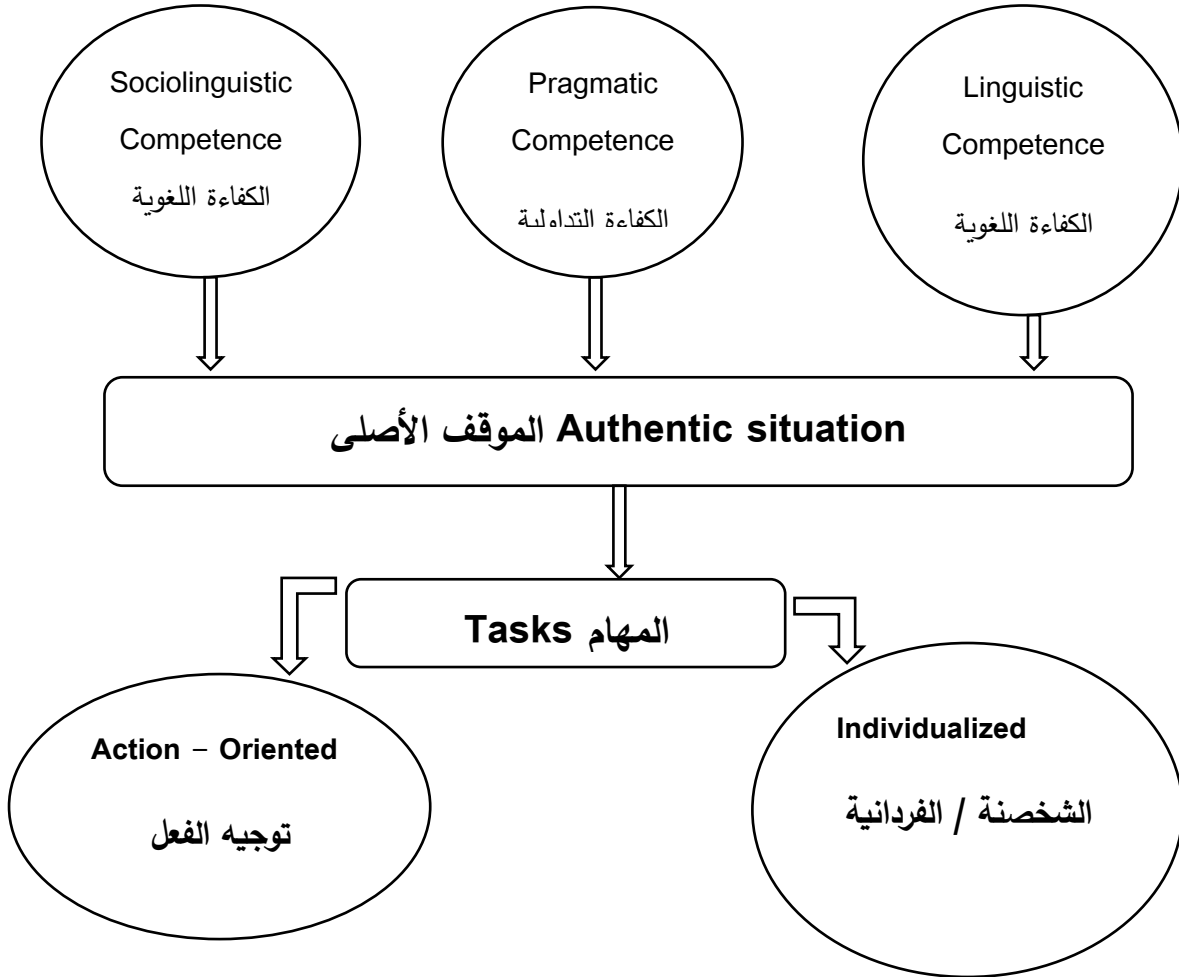 Sociolinguistic
Competence
الكفاءة اللغوية
Pragmatic
Competence
الكفاءة التداولية
Linguistic
Competence
الكفاءة اللغوية
الموقف الأصلى Authentic situation
المهام Tasks
Action – Oriented
توجيه الفعل
Individualized
الشخصنة / الفردانية